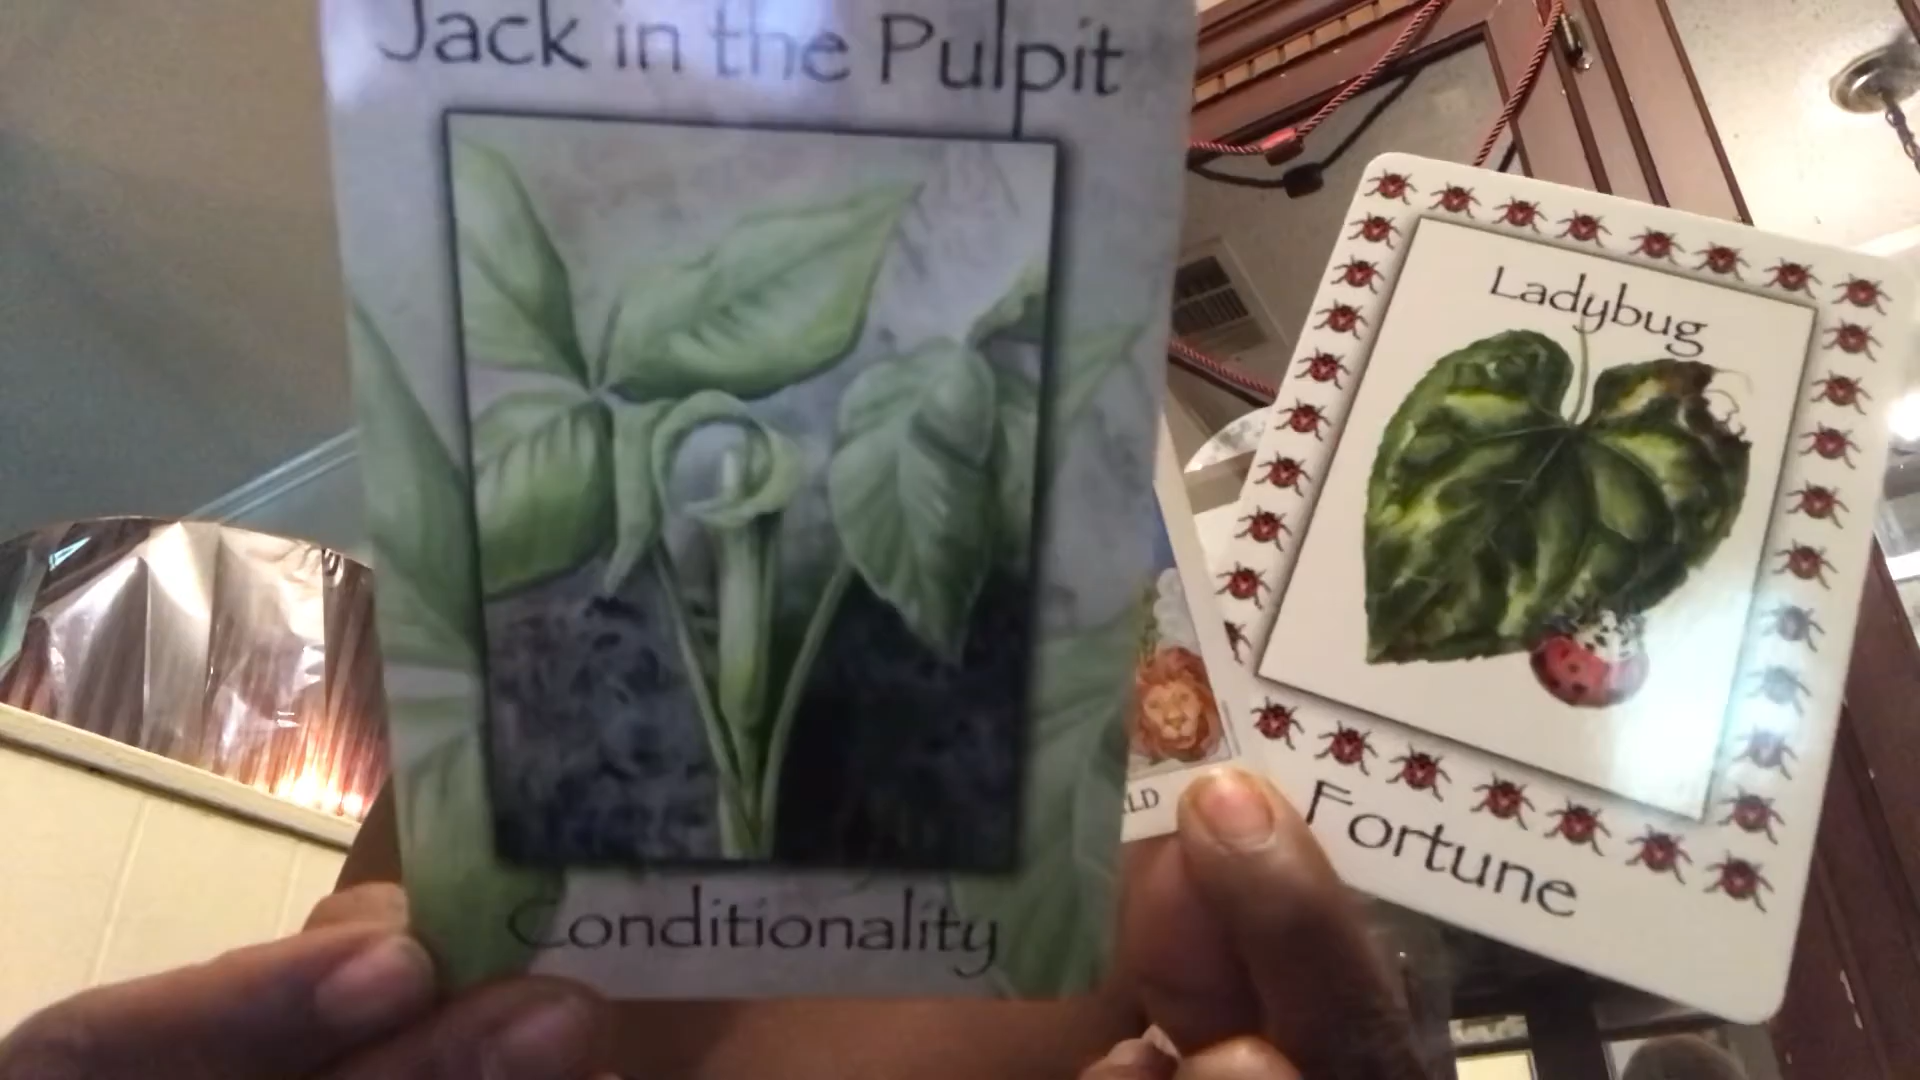 Jack in the Pulpit
Conditionality
Ladybug
Fortune